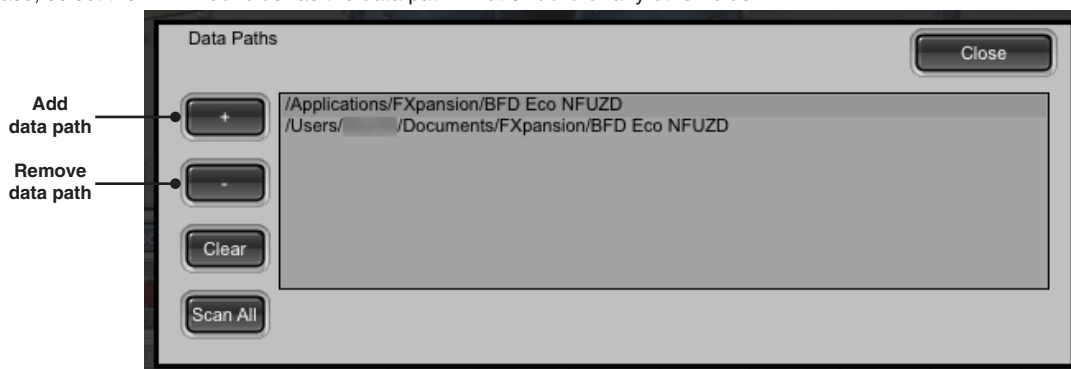 Data Paths
Close
Add
data path
+
/Applications/FXpansion/BFD Eco NFUZD
/Users/ /Documents/FXpansion/BFD Eco NFUZD
Remove
data path
-
Clear
Scan All